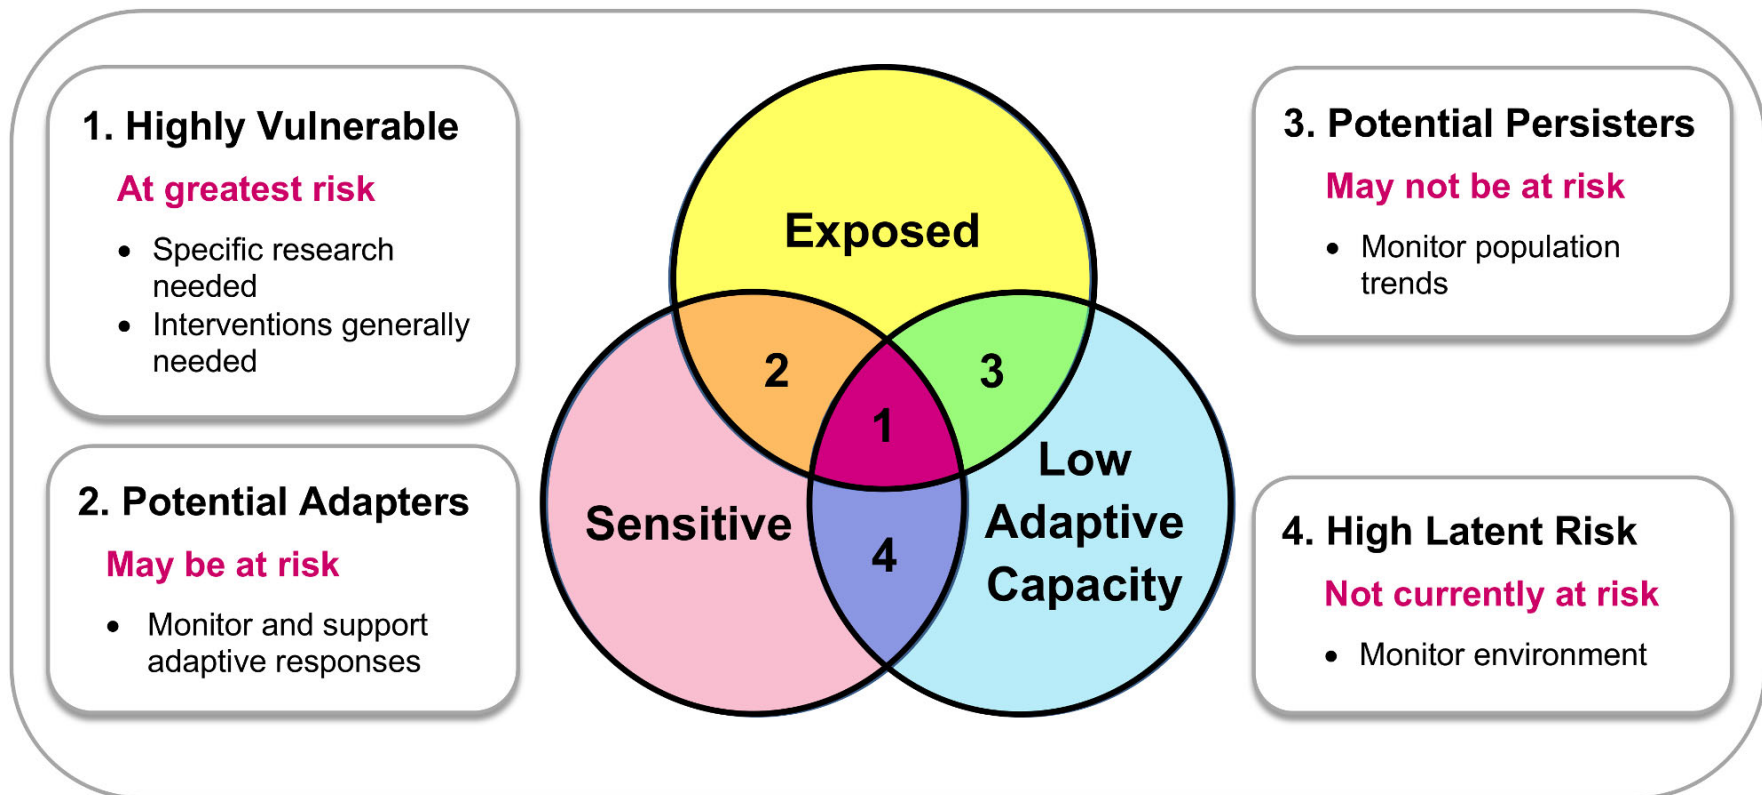 1. Highly Vulnerable
At greatest risk
• Specific research
needed
• Interventions generally
needed
2. Potential Adapters
May be at risk
• Monitor and support
adaptive responses
Exposed
2
3
1
Sensitive
4
Low
Adaptive
Capacity
3. Potential Persisters
May not be at risk
• Monitor population
trends
4. High Latent Risk
Not currently at risk
• Monitor environment